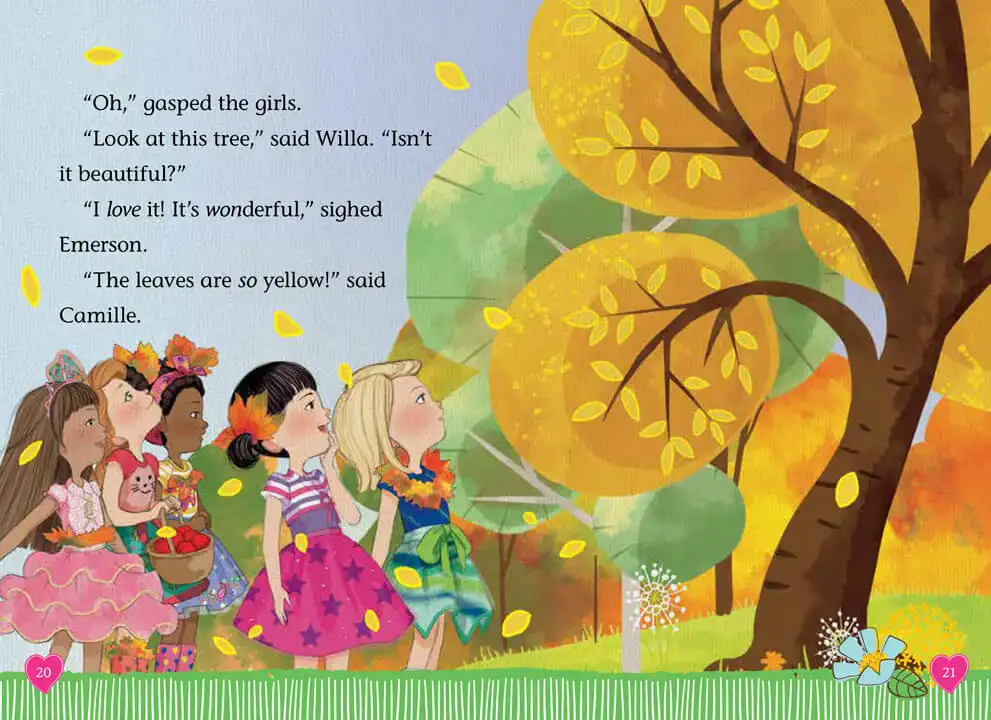 “Oh,” gasped the girls.
“Look at this tree,” said Willa. “Isn’t
it beautiful?”
“I love it! It’s wonderful,” sighed
Emerson.
“The leaves are so yellow!” said
Camille.
20
21